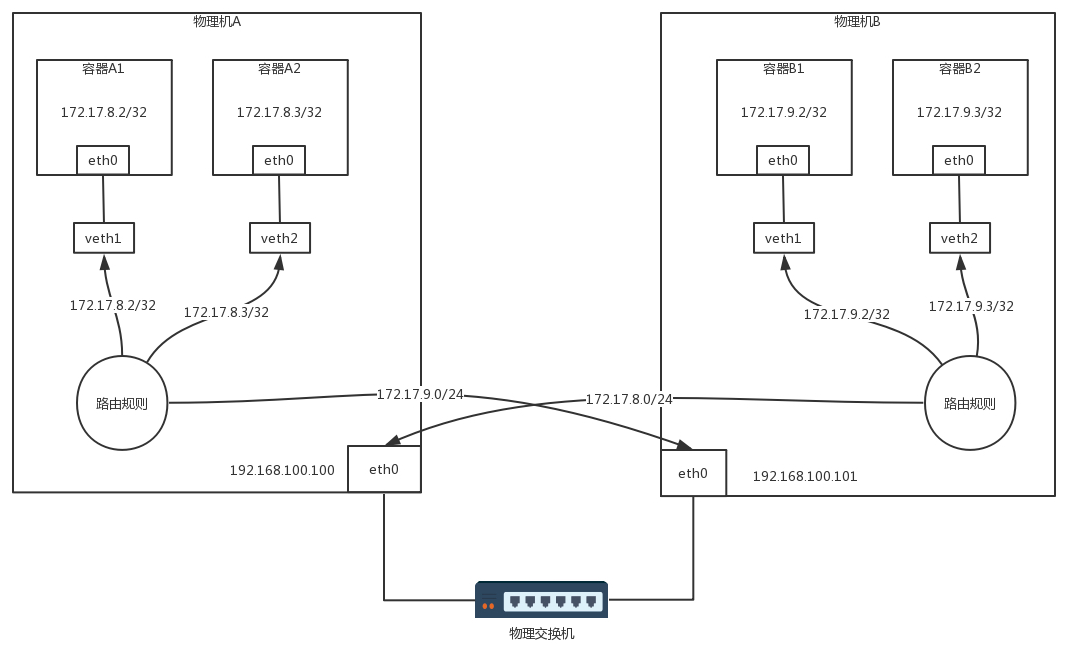 物理机A
物理机B
容器A1
容器A2
容器B1
容器B2
172.17.8.2/32
172.17.8.3/32
172.17.9.2/32
172.17.9.3/32
eth0
eth0
eth0
eth0
veth1
veth2
veth1
veth2
172.17.8.2/32
172.17.8.3/32
172.17.9.2/32
172.17.9.3/32
172.17.9.0/24
172.17.8.0/24
路由规则
路由规则
192.168.100.100
eth0
eth0
192.168.100.101
物理交换机